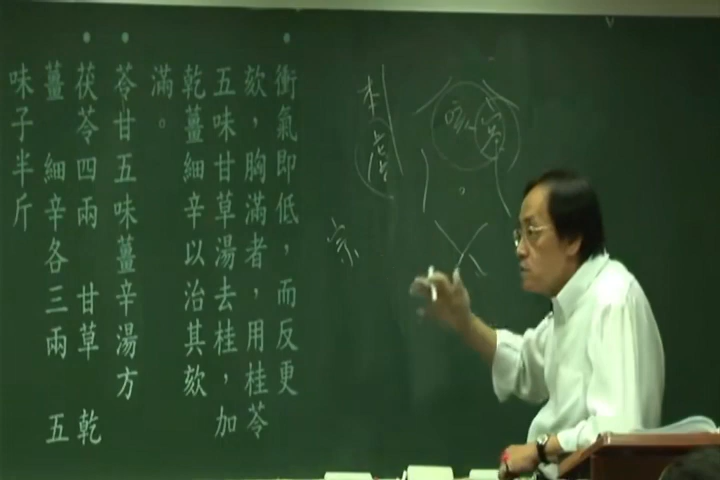 衝氣即低，而反更
欬，胸滿者，用桂苓
五味甘草湯去桂，加
乾薑細辛以治其欬
滿。
苓甘五味薑辛湯方
茯苓四兩 甘草 乾
薑 細辛各三兩 五
味子半斤
宗